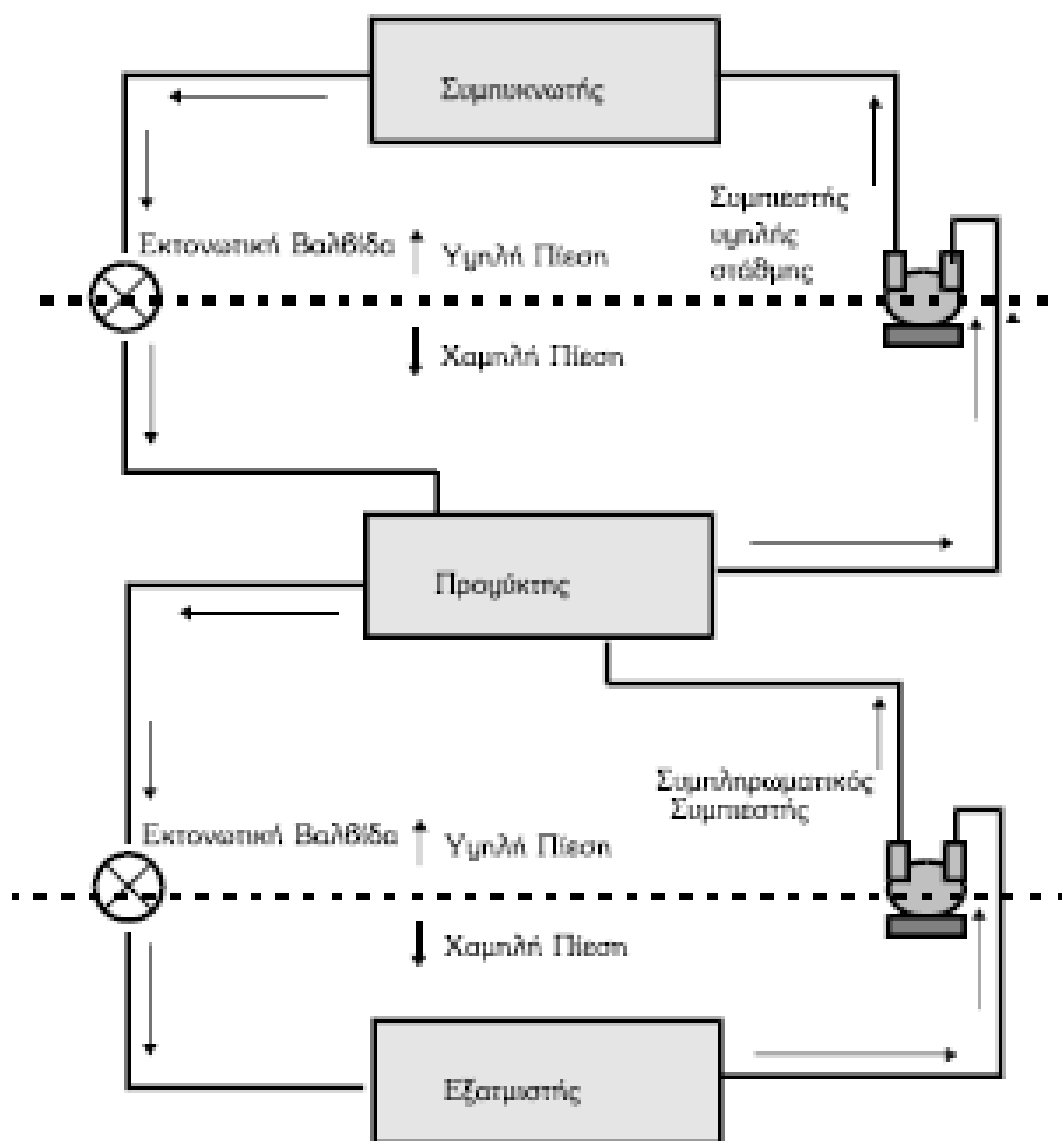 Συμπυκνωτής
Συμπιεστής
υψηλής
στάθμης
Εκτονωτική Βαλβίδα
Υψηλή Πίεση
Χαμηλή Πίεση
Προψύκτης
Συμπληρωματικός
Συμπιεστής
Εκτονωτική Βαλβίδα
Υψηλή Πίεση
Χαμηλή Πίεση
Εξατμιστής